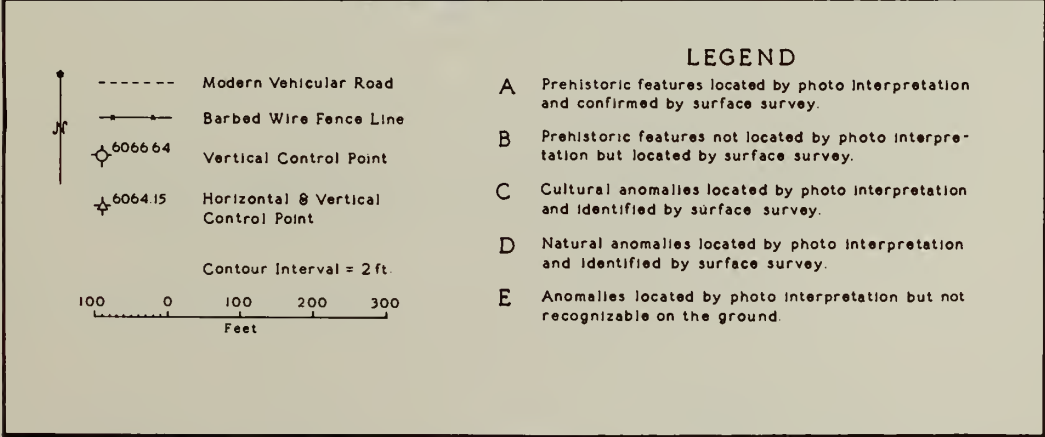 N
Modern Vehicular Road
Barbed Wire Fence Line
6066 64
Vertical Control Point
6064.15
Horizontal & Vertical
Control Point
Contour Interval = 2 ft.
100 0 100 200 300
Feet
LEGEND
A Prehistoric features located by photo interpretation
and confirmed by surface survey.
B Prehistoric features not located by photo interpre-
tation but located by surface survey.
C Cultural anomalies located by photo interpretation
and identified by surface survey.
D Natural anomalies located by photo interpretation
and identified by surface survey.
E Anomalies located by photo interpretation but not
recognizable on the ground.